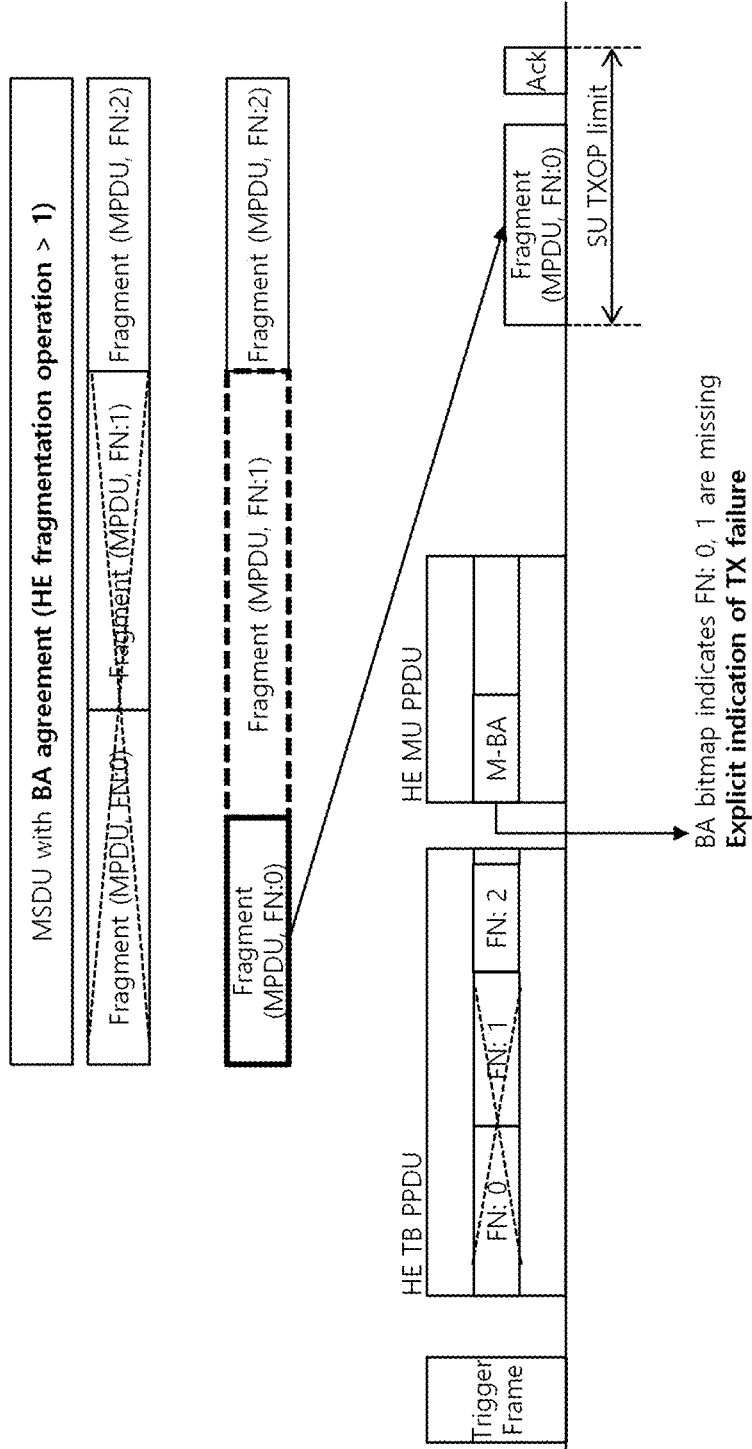 MSDU with BA agreement (HE fragmentation operation > 1)
Fragment (MPDU, FN:0)
Fragment (MPDU, FN:1)
Fragment (MPDU, FN:2)
Fragment
(MPDU, FN:0)
Fragment (MPDU, FN:1)
Fragment (MPDU, FN:2)
Trigger
Frame
HE TB PPDU
FN: 0
FN: 1
FN: 2
HE MU PPDU
M-BA
Fragment
(MPDU, FN:0)
Ack
SU TXOP limit
BA bitmap indicates FN: 0, 1 are missing
Explicit indication of TX failure